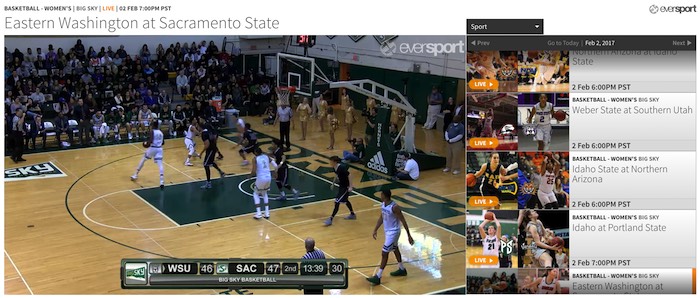 BASKETBALL - WOMEN'S | BIG SKY | LIVE | 02 FEB 7:00PM PST
Eastern Washington at Sacramento State
eversport
Sport
Prev
Go to Today | Feb 2, 2017
Next
Northern Arizona at Idaho State
LIVE
2 Feb 6:00PM PST
BASKETBALL - WOMEN'S BIG SKY
Weber State at Southern Utah
LIVE
2 Feb 6:00PM PST
BASKETBALL - WOMEN'S BIG SKY
Idaho State at Northern
Arizona
LIVE
2 Feb 6:00PM PST
BASKETBALL - WOMEN'S BIG SKY
Idaho at Portland State
LIVE
2 Feb 7:00PM PST
BASKETBALL - WOMEN'S BIG SKY
Eastern Washington at
eversport
adidas
SKY
WSU 46 SAC 47 2nd 13:39 30
BIG SKY BASKETBALL